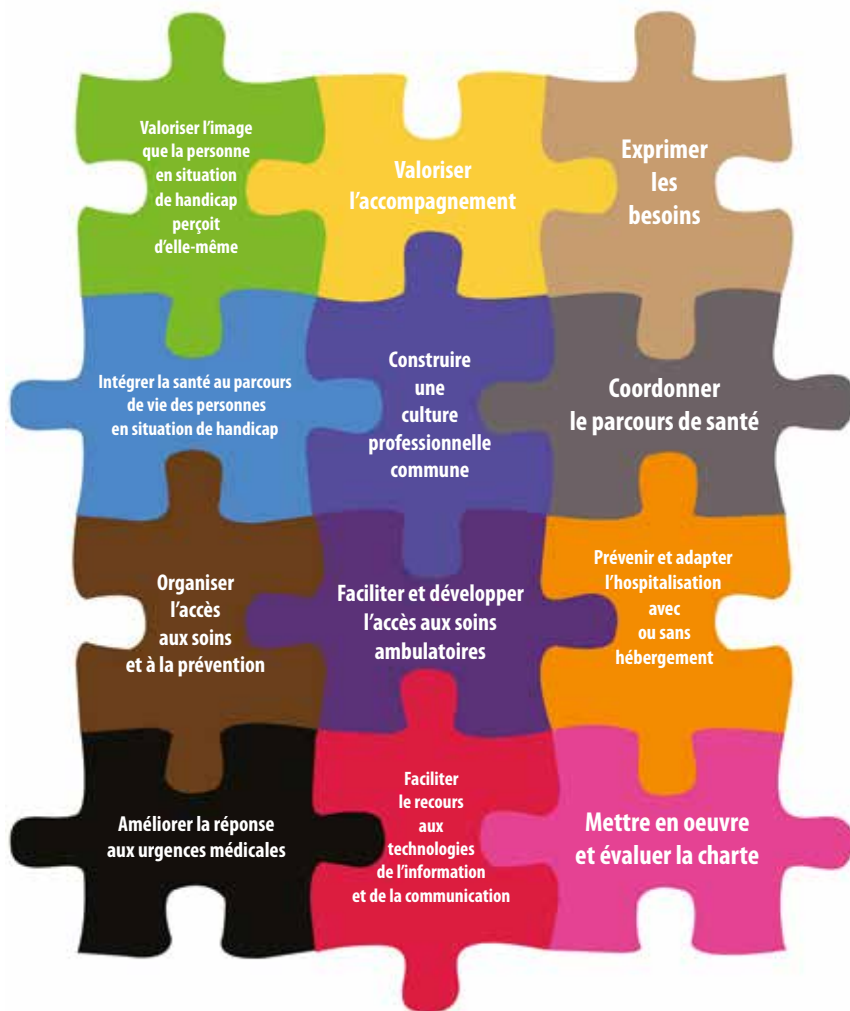 Valoriser l'image
que la personne
en situation
de handicap
perçoit
d'elle-même
Valoriser
l'accompagnement
Exprimer
les
besoins
Intégrer la santé au parcours
de vie des personnes
en situation de handicap
Construire
une
culture
professionnelle
commune
Coordonner
le parcours de santé
Organiser
l'accès
aux soins
et à la prévention
Faciliter et développer
l'accès aux soins
ambulatoires
Prévenir et adapter
l'hospitalisation
avec
ou sans
hébergement
Améliorer la réponse
aux urgences médicales
Faciliter
le recours
aux
technologies
de l'information
et de la communication
Mettre en oeuvre
et évaluer la charte